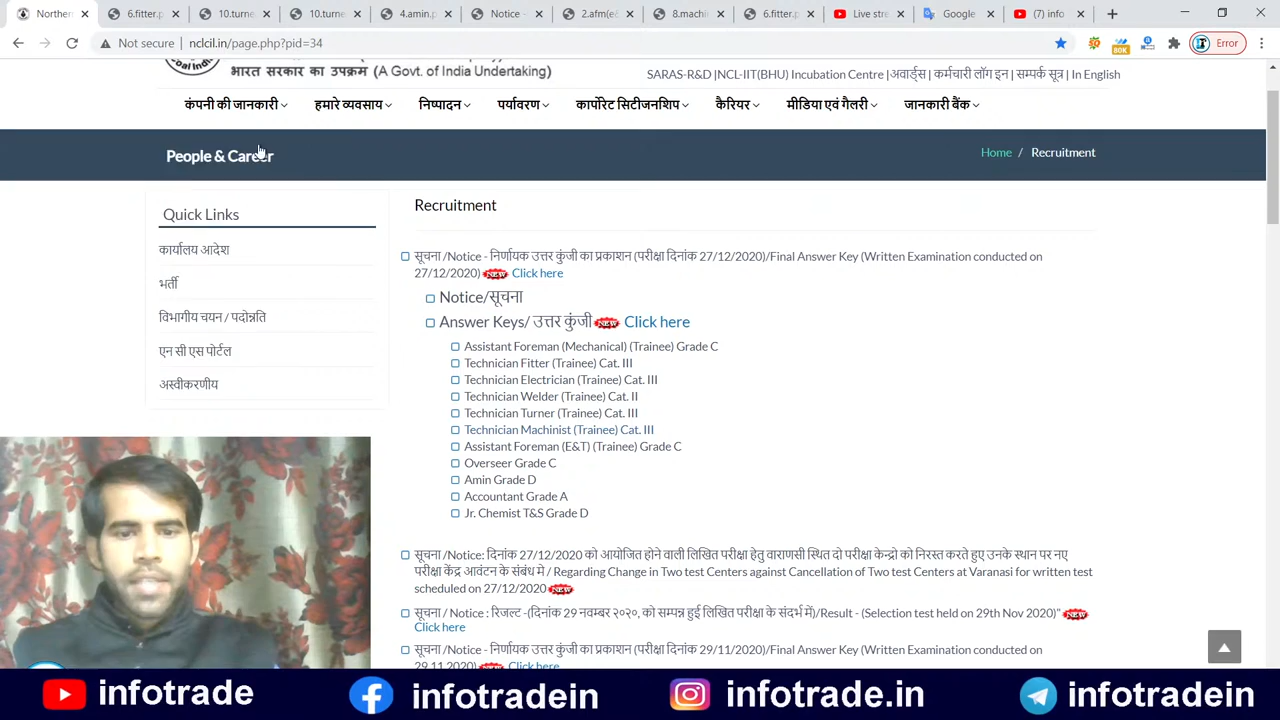 Northern
6.fitter.p
10.turne
10.turne
4.amin.p
Notice -
2.afm(e&
8.machi
6.fitter.p
Live stre
Google
(7) info
Not secure | nclcil.in/page.php?pid=34
80K
Error
भारत सरकार का उपक्रम (A Govt. of India Undertaking)
SARAS-R&D |NCL-IIT(BHU) Incubation Centre |अवार्ड्स | कर्मचारी लॉग इन | सम्पर्क सूत्र | In English
कंपनी की जानकारी हमारे व्यवसाय निष्पादन पर्यावरण कार्पोरेट सिटीजनशिप कैरियर मीडिया एवं गैलरी जानकारी बैंक
People & Career
Home / Recruitment
Quick Links
कार्यालय आदेश
भर्ती
विभागीय चयन / पदोन्नति
एन सी एस पोर्टल
अस्वीकरणीय
Recruitment
सूचना /Notice - निर्णायक उत्तर कुंजी का प्रकाशन (परीक्षा दिनांक 27/12/2020)/Final Answer Key (Written Examination conducted on
27/12/2020) NEW Click here
Notice/सूचना
Answer Keys/ उत्तर कुंजी NEW Click here
Assistant Foreman (Mechanical) (Trainee) Grade C
Technician Fitter (Trainee) Cat. III
Technician Electrician (Trainee) Cat. III
Technician Welder (Trainee) Cat. II
Technician Turner (Trainee) Cat. III
Technician Machinist (Trainee) Cat. III
Assistant Foreman (E&T) (Trainee) Grade C
Overseer Grade C
Amin Grade D
Accountant Grade A
Jr. Chemist T&S Grade D
सूचना /Notice: दिनांक 27/12/2020 को आयोजित होने वाली लिखित परीक्षा हेतु वाराणसी स्थित दो परीक्षा केन्द्रो को निरस्त करते हुए उनके स्थान पर नए
परीक्षा केंद्र आवंटन के संबंध मे / Regarding Change in Two test Centers against Cancellation of Two test Centers at Varanasi for written test
scheduled on 27/12/2020 NEW
सूचना / Notice : रिजल्ट -(दिनांक 29 नवम्बर २०२०, को सम्पन्न हुई लिखित परीक्षा के संदर्भ में)/Result - (Selection test held on 29th Nov 2020)" NEW
Click here
सूचना /Notice - निर्णायक उत्तर कुंजी का प्रकाशन (परीक्षा दिनांक 29/11/2020)/Final Answer Key (Written Examination conducted on
29.11.2020) NEW Click here
infotrade infotradein infotrade.in infotradein